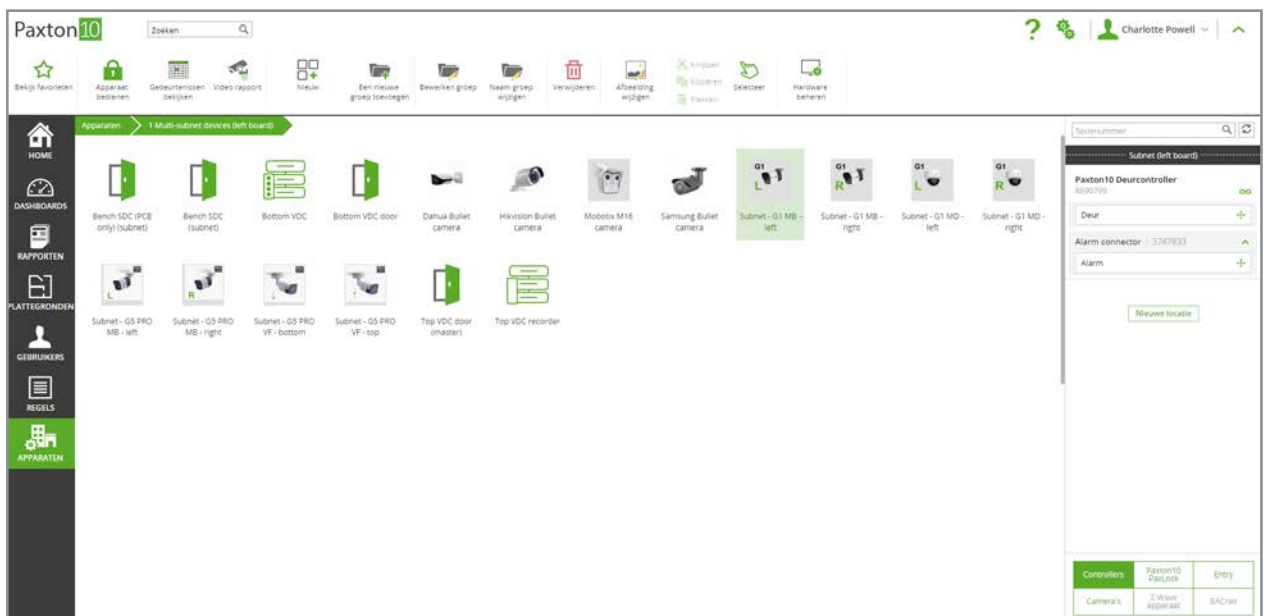 Paxton10
Zoeken
Charlotte Powell
Bekijk favorieten
Apparaat
bedienen
Gebeurtenissen
bekijken
Video rapport
Nieuw
Een nieuwe
groep toevoegen
Bewerken groep
Naam groep
wijzigen
Verwijderen
Afbeelding
wijzigen
Knippen
Kopiëren
Plakken
Selecteer
Hardware
beheren
HOME
DASHBOARDS
RAPPORTEN
PLATTEGRONDEN
GEBRUIKERS
REGELS
APPARATEN
Apparaten
1 Multi-subnet devices (left board)
Bench SDC (PCB
only) (subnet)
Bench SDC
(subnet)
Bottom VDC
Bottom VDC door
Dahua Bullet
camera
Hikvision Bullet
camera
Mobotix M16
camera
Samsung Bullet
camera
G1
L
Subnet - G1 MB -
left
G1
R
Subnet - G1 MB -
right
G1
L
Subnet - G1 MD -
left
G1
R
Subnet - G1 MD -
right
L
Subnet - G5 PRO
MB - left
R
Subnet - G5 PRO
MB - right
Subnet - G5 PRO
VF - bottom
Subnet - G5 PRO
VF - top
Top VDC door
(master)
Top VDC recorder
Serienummer
Subnet (left board)
Paxton10 Deurcontroller
6690799
Deur
Alarm connector | 3747833
Alarm
Nieuwe locatie
Controllers
Paxton10
PaxLock
Entry
Camera's
Z-Wave
apparaat
BACnet